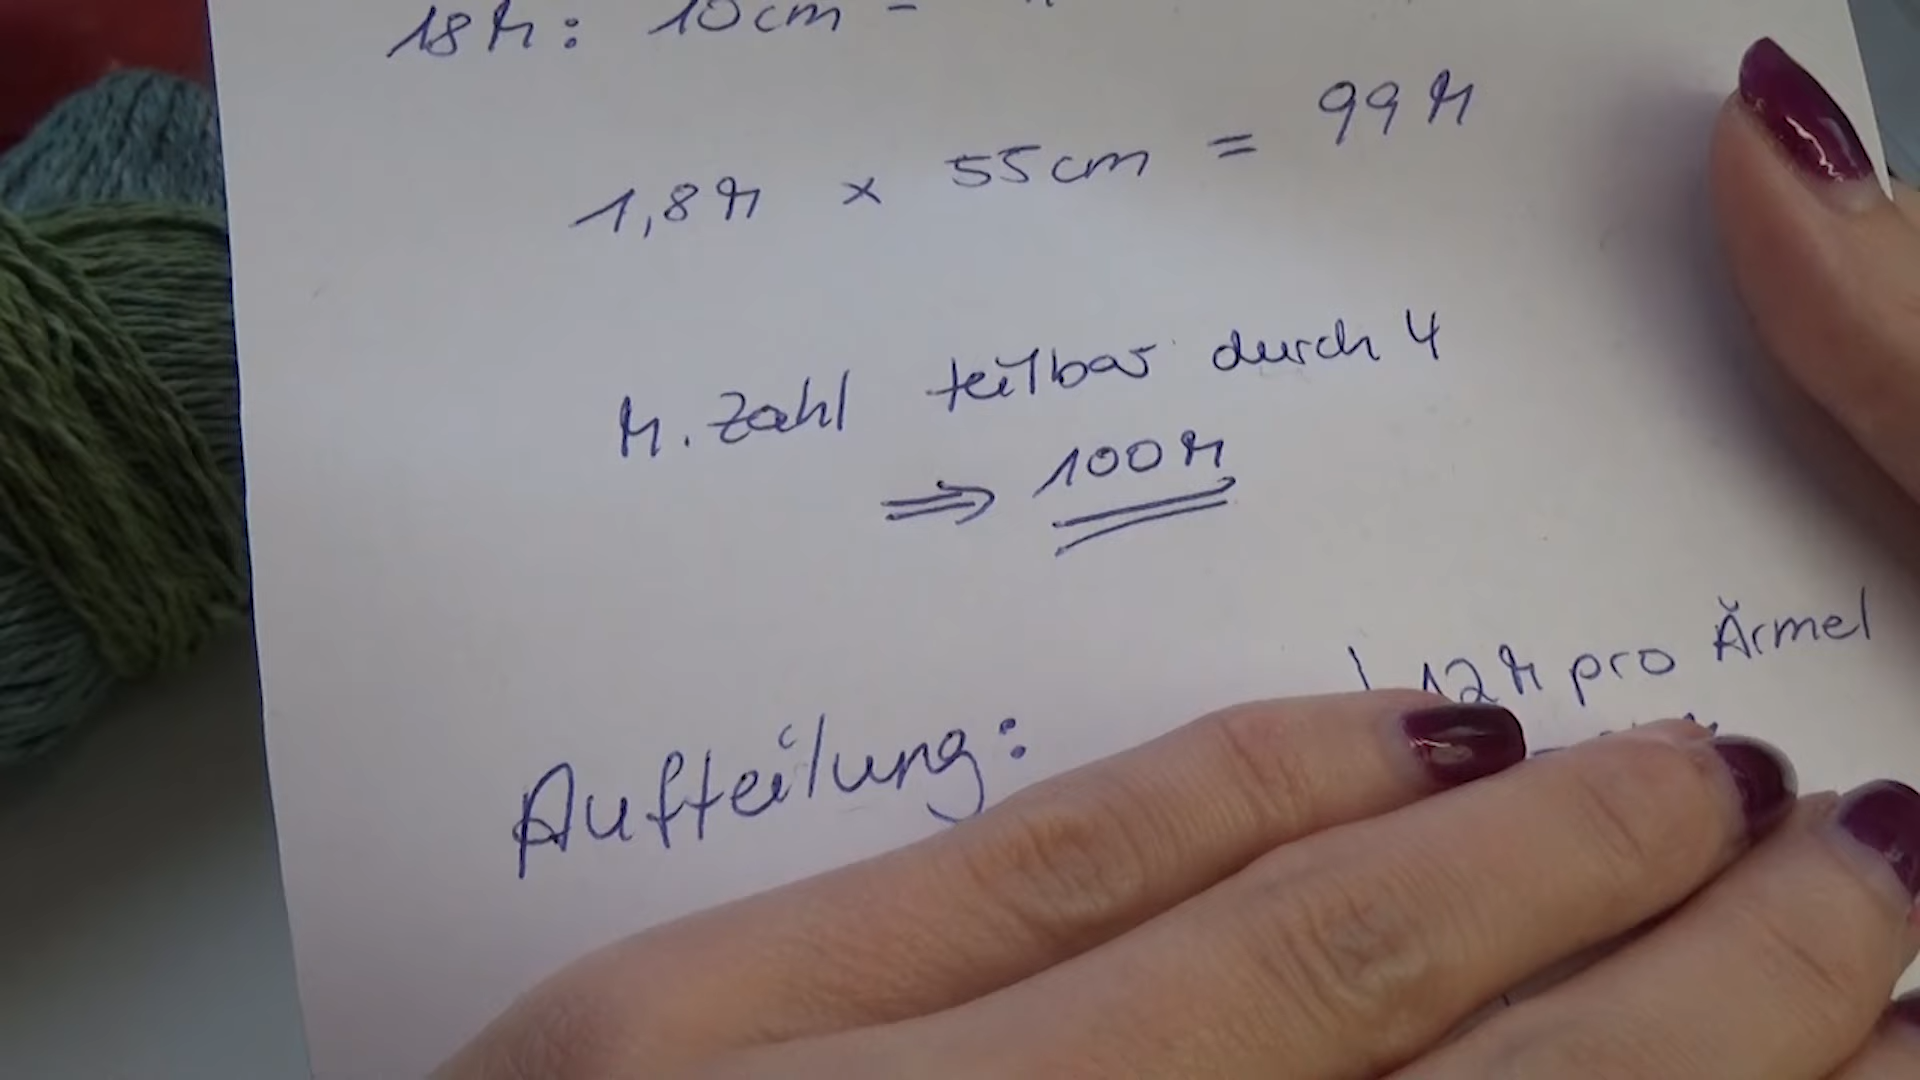 18M: 10cm =
1,8M x 55cm = 99M
M. Zahl teilbar durch 4
⇒ 100M
Aufteilung:
12M pro Ärmel